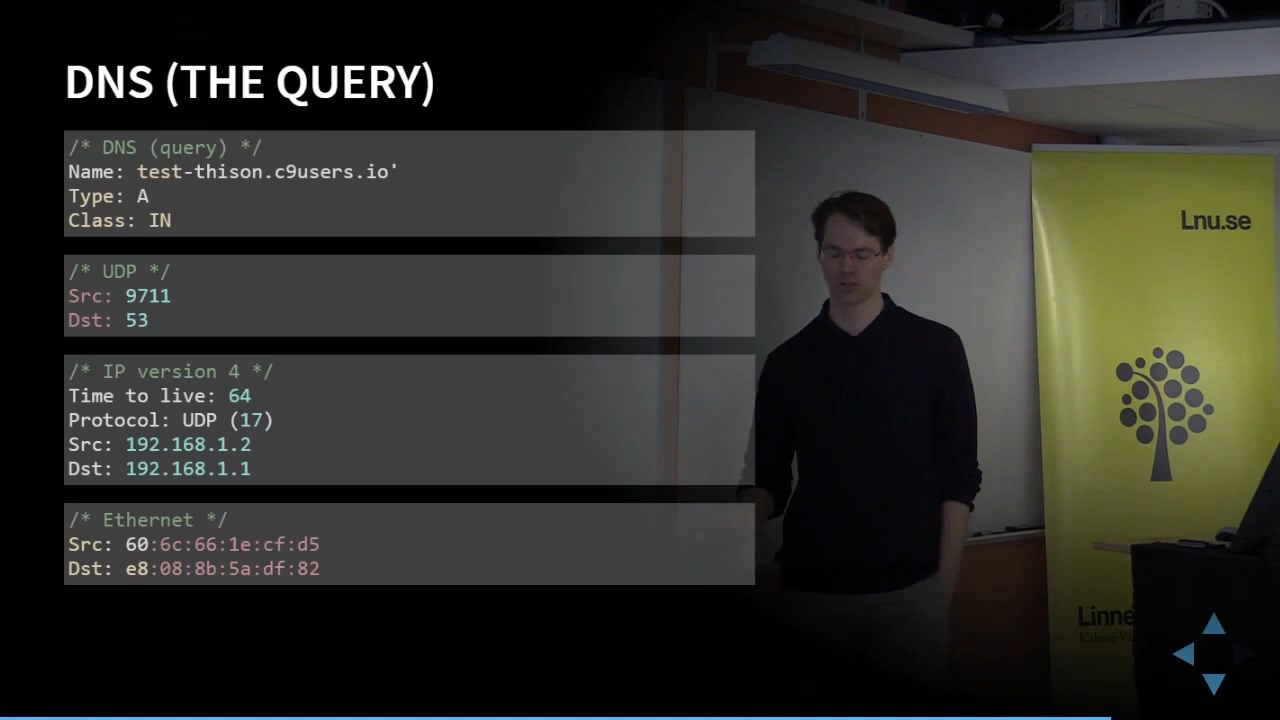 DNS (THE QUERY)
/* DNS (query) */
Name: test-thison.c9users.io'
Type: A
Class: IN
/* UDP */
Src: 9711
Dst: 53
/* IP version 4 */
Time to live: 64
Protocol: UDP (17)
Src: 192.168.1.2
Dst: 192.168.1.1
/* Ethernet */
Src: 60:6c:66:1e:cf:d5
Dst: e8:08:8b:5a:df:82
Lnu.se
Linné
Kalmar